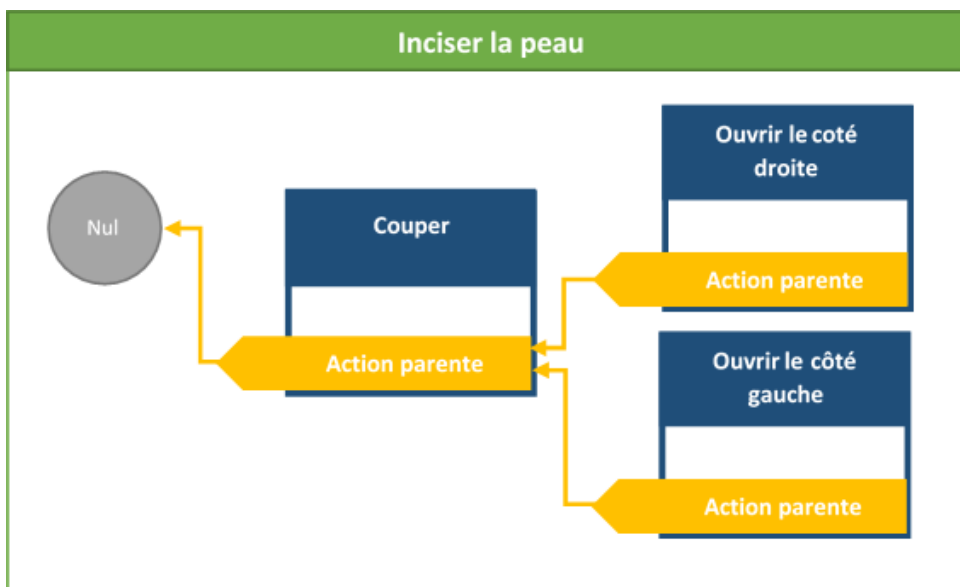 Inciser la peau
Nul
Couper
Action parente
Ouvrir le coté
droite
Action parente
Ouvrir le côté
gauche
Action parente